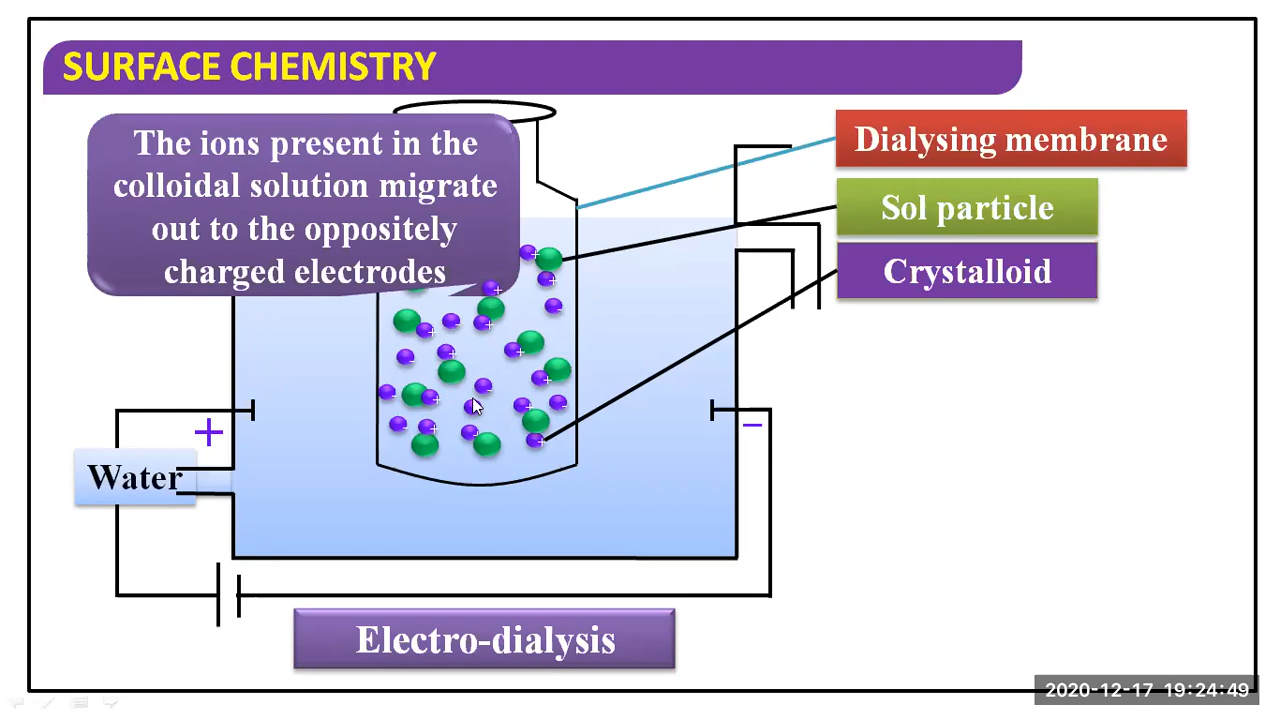 SURFACE CHEMISTRY
The ions present in the
colloidal solution migrate
out to the oppositely
charged electrodes
Dialysing membrane
Sol particle
Crystalloid
+
−
Water
Electro-dialysis
2020-12-17 19:24:49